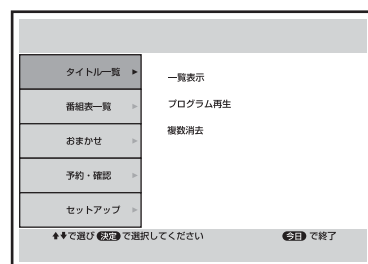 タイトル一覧
一覧表示
番組表一覧
プログラム再生
おまかせ
複数消去
予約・確認
セットアップ
で選び 決定 で選択してください 今日 で終了